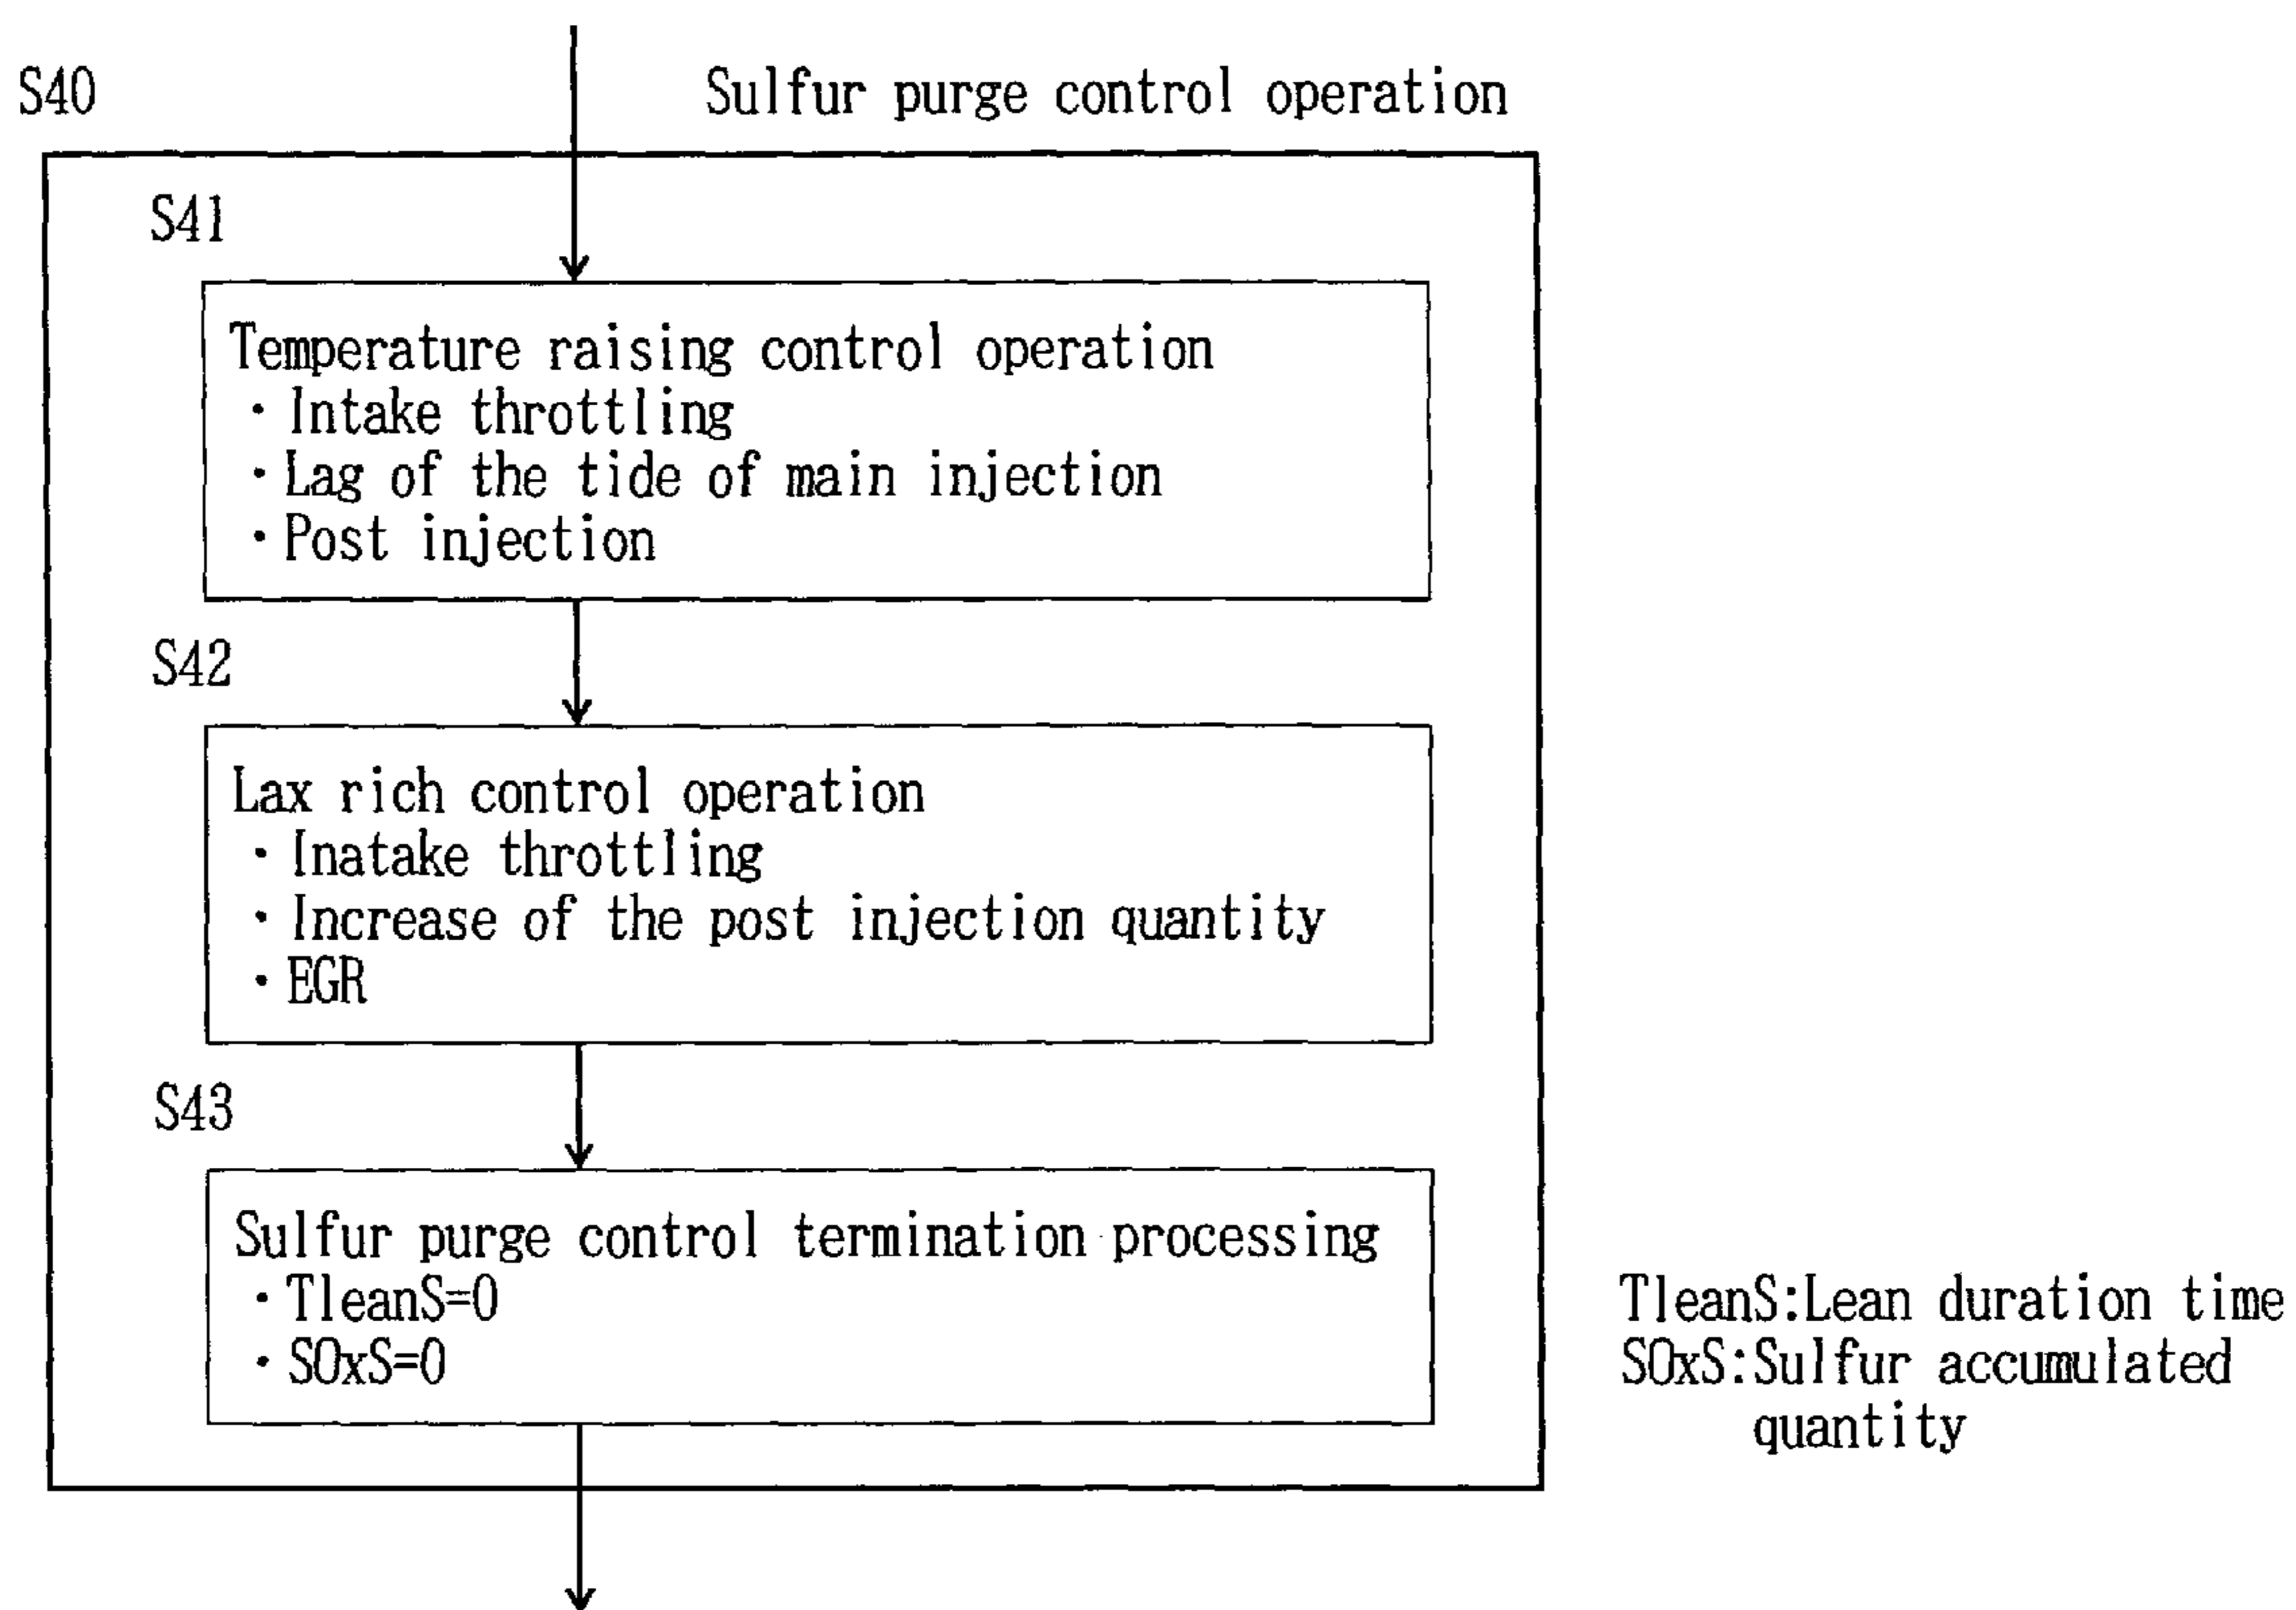 S40
Sulfur purge control operation
S41
Temperature raising control operation
・Intake throttling
・Lag of the tide of main injection
・Post injection
S42
Lax rich control operation
・Inatake throttling
・Increase of the post injection quantity
・EGR
S43
Sulfur purge control termination processing
・TleanS=0
・SOxS=0
TleanS:Lean duration time
SOxS:Sulfur accumulated
quantity